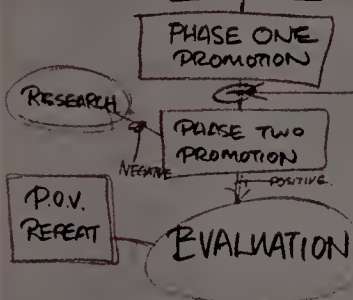 PHASE ONE
PROMOTION
RESEARCH
PHASE TWO
PROMOTION
NEGATIVE
POSITIVE
P.O.V.
REPEAT
EVALUATION